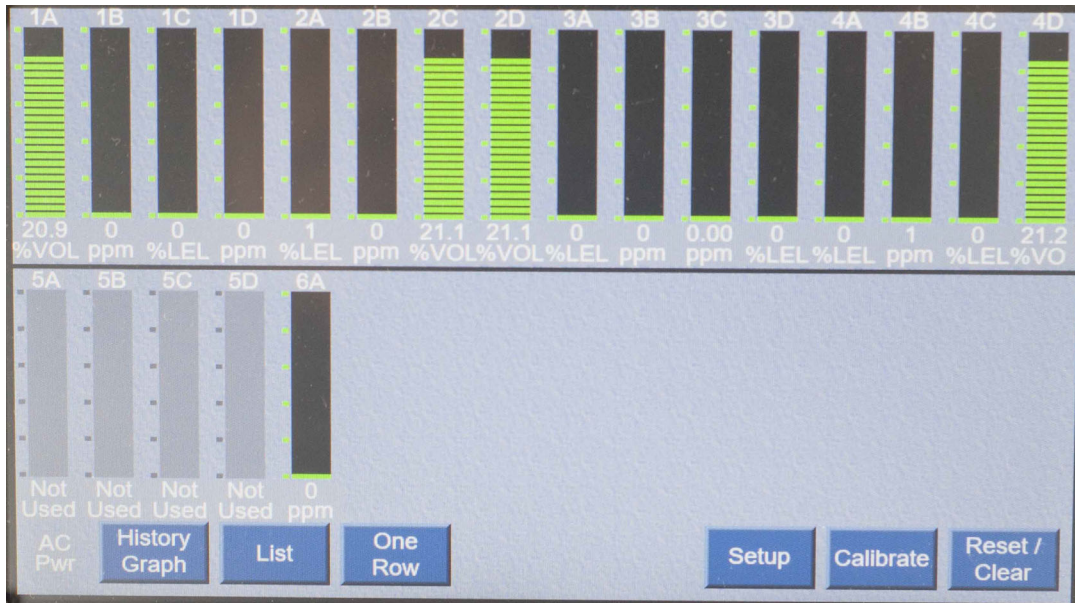 1A 1B 1C 1D 2A 2B 2C 2D 3A 3B 3C 3D 4A 4B 4C 4D
20.9 0 0 0 1 0 21.1 21.1 0 0 0.00 0 0 1 0 21.2
%VOL ppm %LEL ppm %LEL ppm %VOL %VOL %LEL ppm ppm %LEL %LEL ppm %LEL %VO
5A 5B 5C 5D 6A
Not Not Not Not 0
Used Used Used Used ppm
AC
Pwr
History
Graph
List
One
Row
Setup
Calibrate
Reset /
Clear